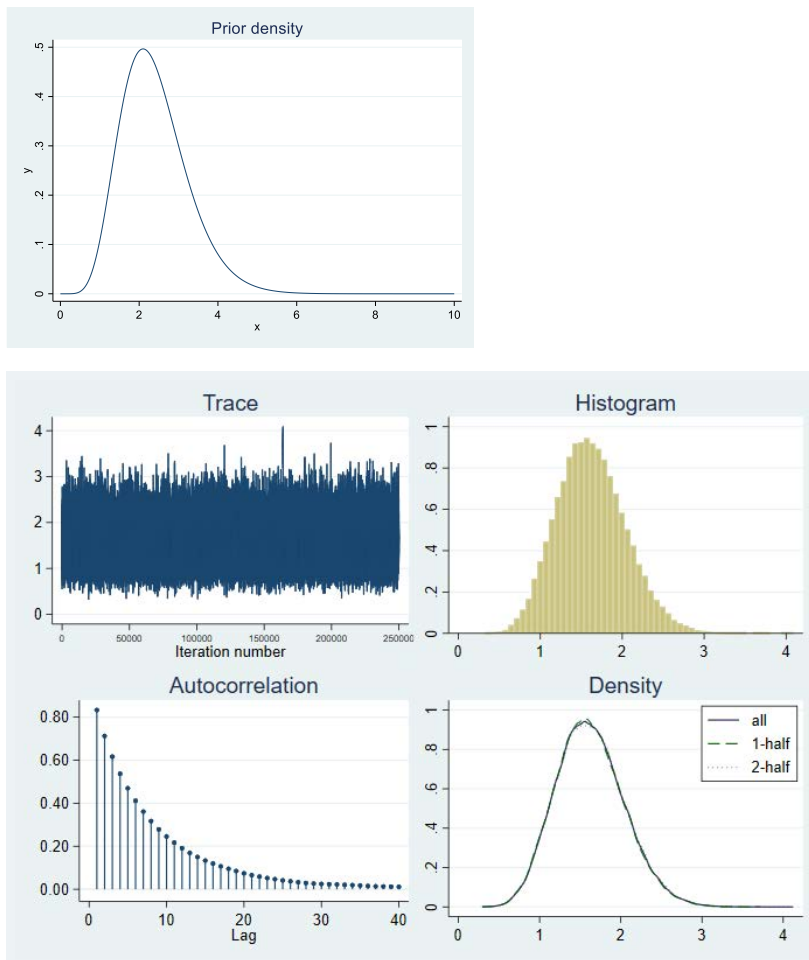 Prior density
y
.5
.4
.3
.2
.1
0
0 2 4 6 8 10
x
Trace
4
3
2
1
0
0 50000 100000 150000 200000 250000
Iteration number
Histogram
1
.8
.6
.4
.2
0
0 1 2 3 4
Autocorrelation
0.80
0.60
0.40
0.20
0.00
0 10 20 30 40
Lag
Density
1
.8
.6
.4
.2
0
0 1 2 3 4
all
1-half
2-half